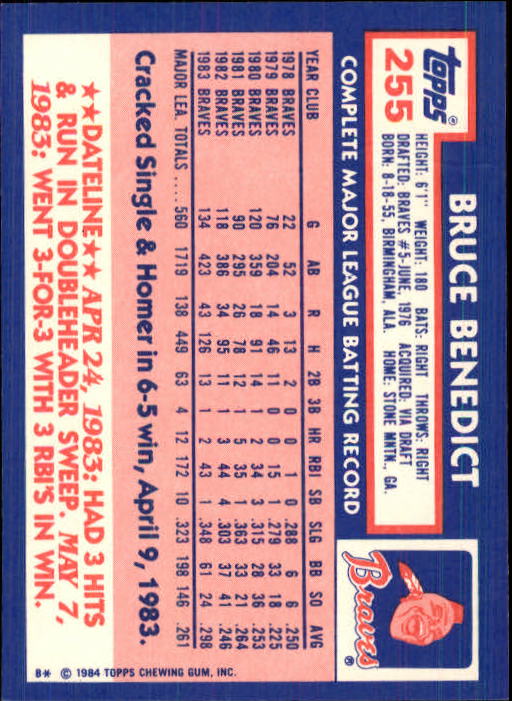 topps®
255
BRUCE BENEDICT
HEIGHT: 6'1" WEIGHT: 180 BATS: RIGHT THROWS: RIGHT
DRAFTED: BRAVES #5-JUNE, 1976 ACQUIRED: VIA DRAFT
BORN: 8-18-55, BIRMINGHAM, ALA. HOME: STONE MNTN., GA.
Braves®
COMPLETE MAJOR LEAGUE BATTING RECORD
YEAR CLUB G AB R H 2B 3B HR RBI SB SLG BB SO AVG
1978 BRAVES 22 52 3 13 2 0 0 1 0 .288 6 6 .250
1979 BRAVES 76 204 14 46 11 0 0 15 1 .279 33 18 .225
1980 BRAVES 120 359 18 91 14 1 2 34 3 .315 28 36 .253
1981 BRAVES 90 295 26 78 12 1 5 35 1 .363 33 21 .264
1982 BRAVES 118 386 34 95 11 1 3 44 4 .303 37 41 .246
1983 BRAVES 134 423 43 126 13 1 2 43 1 .348 61 24 .298
MAJOR LEA. TOTALS .... 560 1719 138 449 63 4 12 172 10 .323 198 146 .261
Cracked Single & Homer in 6-5 win, April 9, 1983.
★★DATELINE★★ APR 24, 1983: HAD 3 HITS
& RUN IN DOUBLEHEADER SWEEP. MAY 7,
1983: WENT 3-FOR-3 WITH 3 RBI'S IN WIN.
B* © 1984 TOPPS CHEWING GUM, INC.